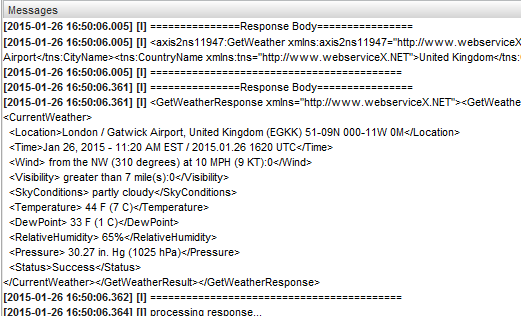 Messages
[2015-01-26 16:50:06.005] [I] ===============Response Body================
[2015-01-26 16:50:06.005] [I] <axis2ns11947:GetWeather xmlns:axis2ns11947="http://www.webserviceX
Airport</tns:CityName><tns:CountryName xmlns:tns="http://www.webserviceX.NET">United Kingdom</tns:
[2015-01-26 16:50:06.005] [I] ==========================================
[2015-01-26 16:50:06.361] [I] ===============Response Body================
[2015-01-26 16:50:06.361] [I] <GetWeatherResponse xmlns="http://www.webserviceX.NET"><GetWeathe
<CurrentWeather>
<Location>London / Gatwick Airport, United Kingdom (EGKK) 51-09N 000-11W 0M</Location>
<Time>Jan 26, 2015 - 11:20 AM EST / 2015.01.26 1620 UTC</Time>
<Wind> from the NW (310 degrees) at 10 MPH (9 KT):0</Wind>
<Visibility> greater than 7 mile(s):0</Visibility>
<SkyConditions> partly cloudy</SkyConditions>
<Temperature> 44 F (7 C)</Temperature>
<DewPoint> 33 F (1 C)</DewPoint>
<RelativeHumidity> 65%</RelativeHumidity>
<Pressure> 30.27 in. Hg (1025 hPa)</Pressure>
<Status>Success</Status>
</CurrentWeather></GetWeatherResult></GetWeatherResponse>
[2015-01-26 16:50:06.362] [I] ==========================================
[2015-01-26 16:50:06.364] [I] processing response...